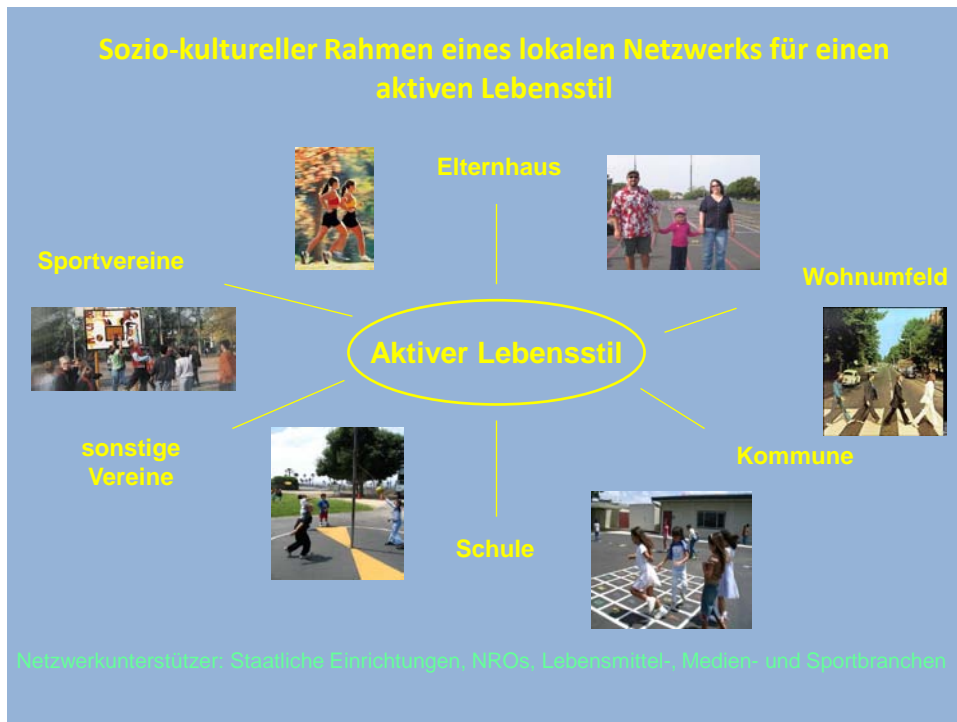 Sozio-kultureller Rahmen eines lokalen Netzwerks für einen
aktiven Lebensstil
Elternhaus
Sportvereine
Wohnumfeld
Aktiver Lebensstil
sonstige
Vereine
Kommune
Schule
Netzwerkunterstützer: Staatliche Einrichtungen, NROs, Lebensmittel-, Medien- und Sportbranchen